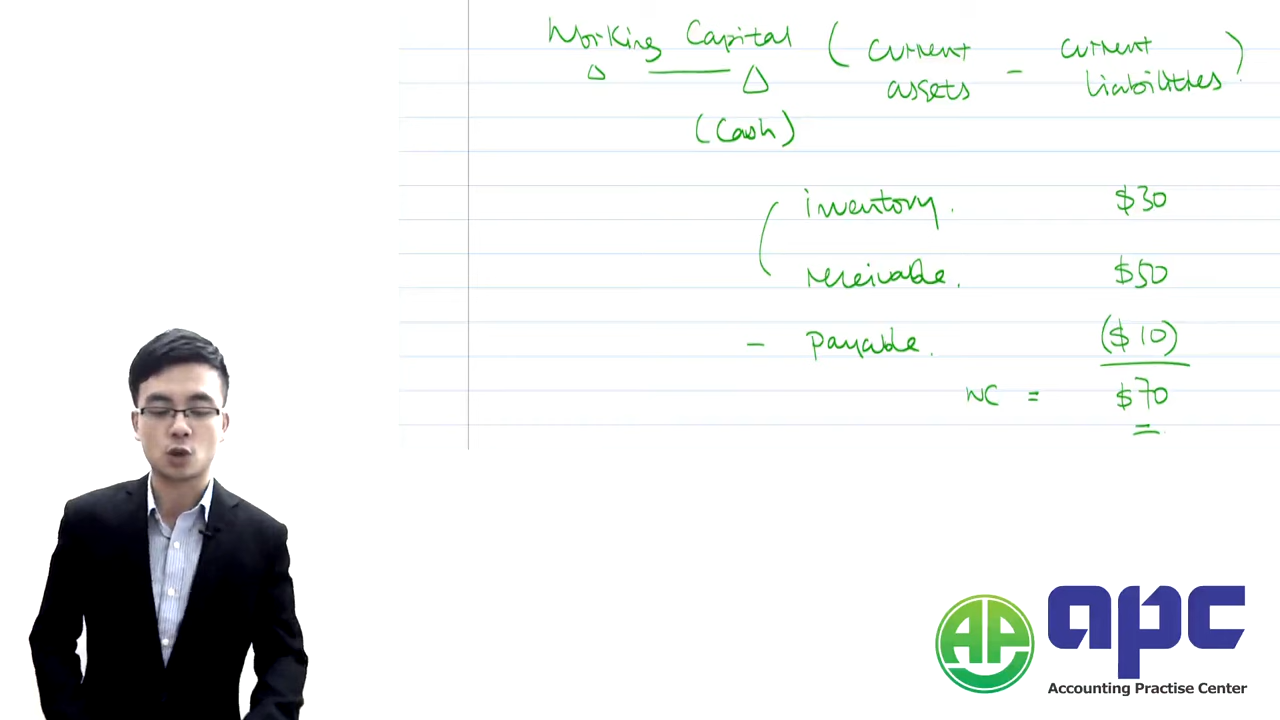 Working Capital ( current assets - current liabilities )
(Cash)
inventory. $30
receivable. $50
- payable. ($10)
WC = $70
AP
apc
Accounting Practise Center